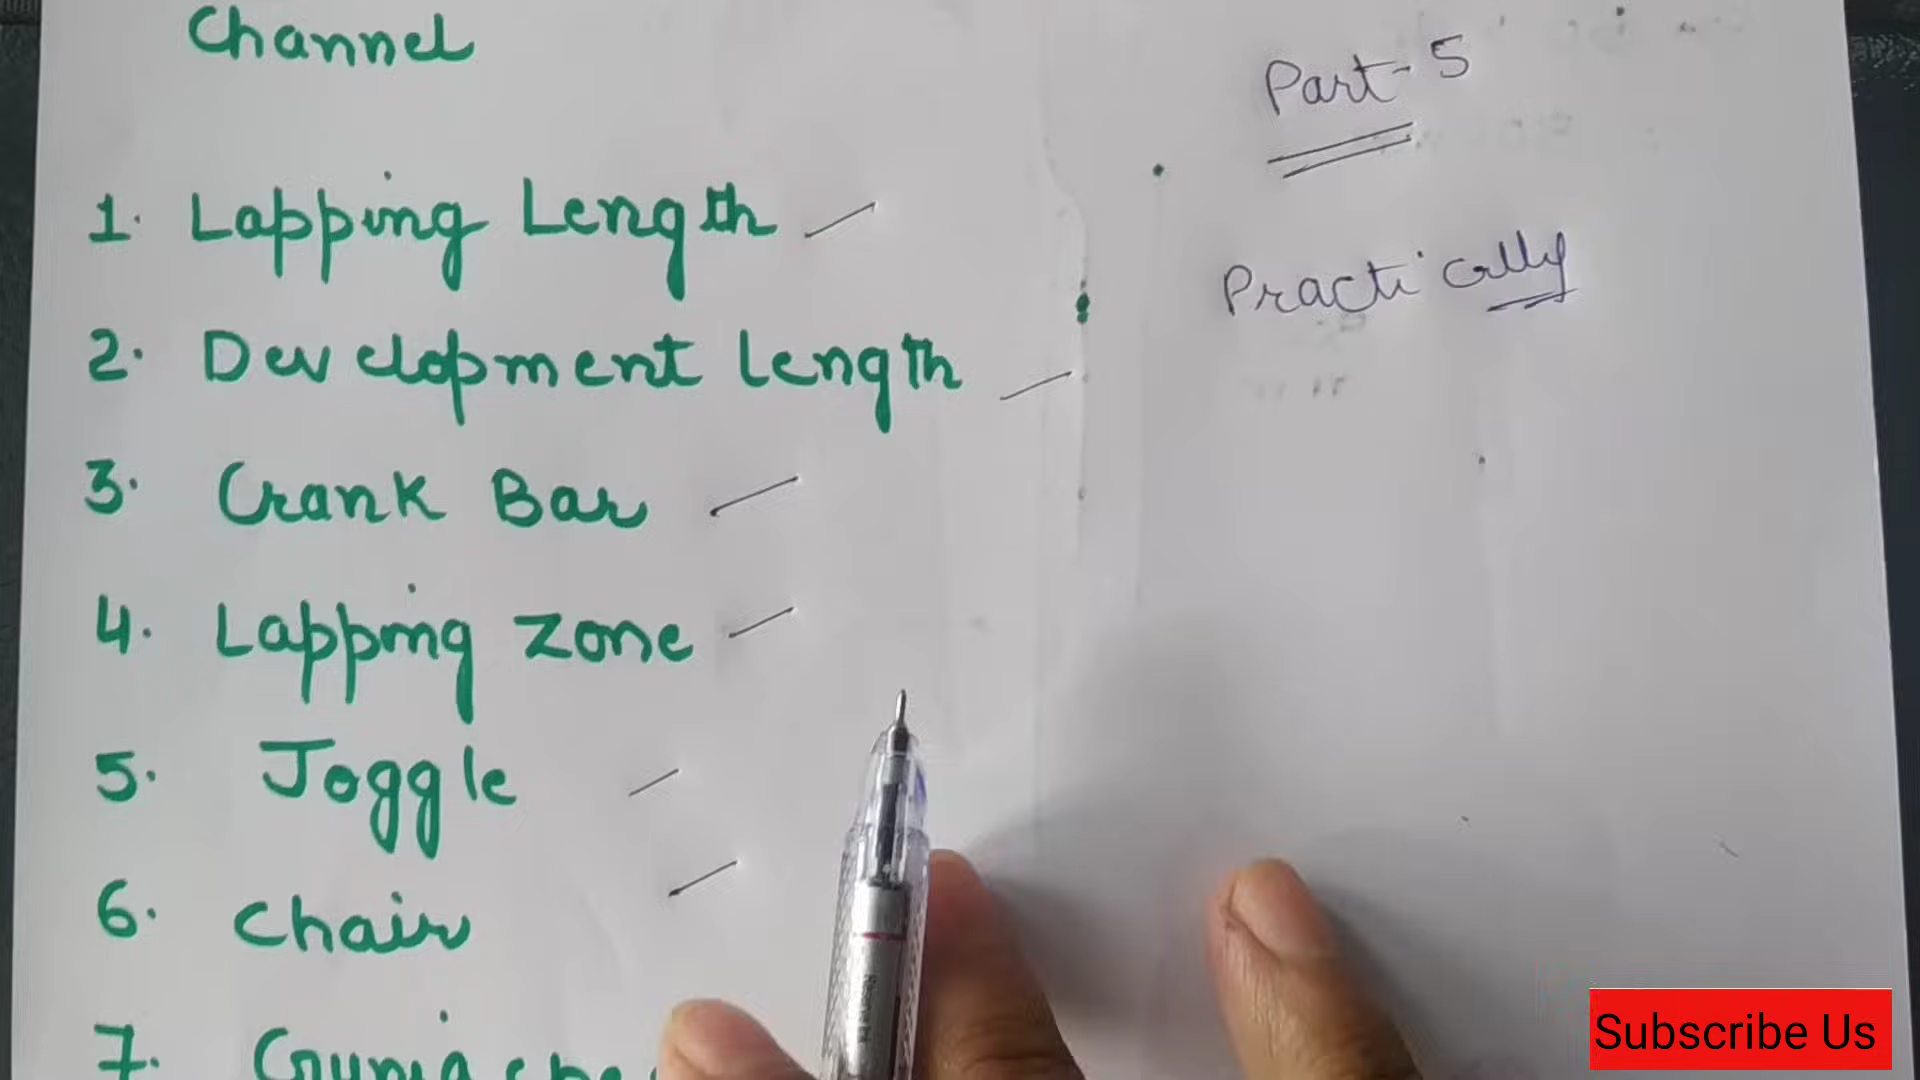 Channel
Part-5
1. Lapping Length
Practically
2. Development length
3. Crank Bar
4. Lapping Zone
5. Joggle
6. Chair
7.
Subscribe Us